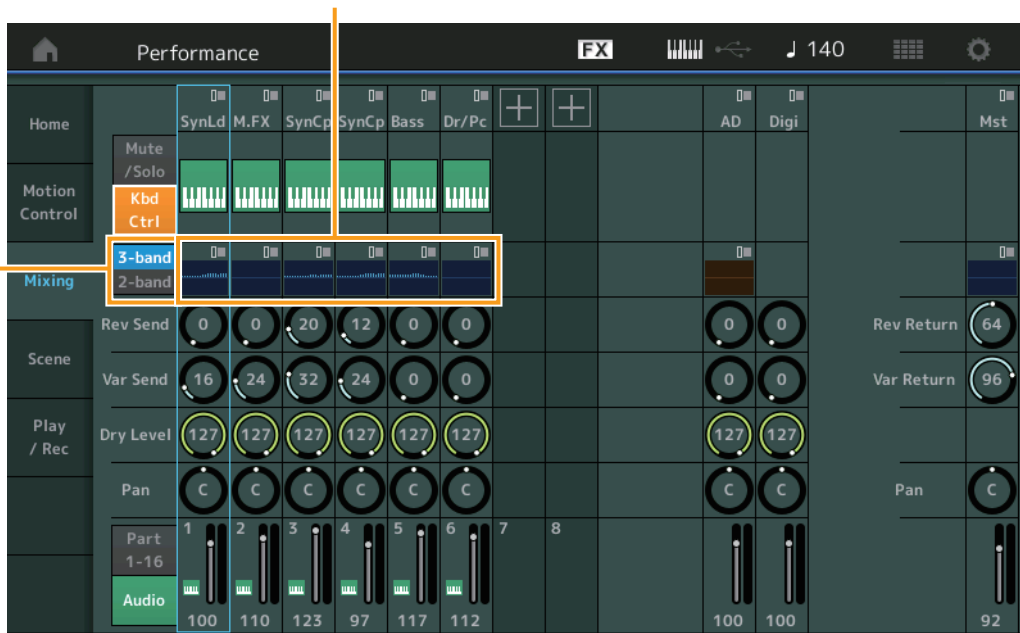 Performance
FX
140
SynLd M.FX SynCp SynCp Bass Dr/Pc AD Digi Mst
Home
Mute
/Solo
Motion
Control
Kbd
Ctrl
3-band
2-band
Mixing
Rev Send 0 0 20 12 0 0 0 0 Rev Return 64
Scene
Var Send 16 24 32 24 0 0 0 0 Var Return 96
Play
/ Rec
Dry Level 127 127 127 127 127 127 127 127
Pan C C C C C C C C Pan C
1 2 3 4 5 6 7 8
Part
1-16
Audio
100 110 123 97 117 112 100 100 92